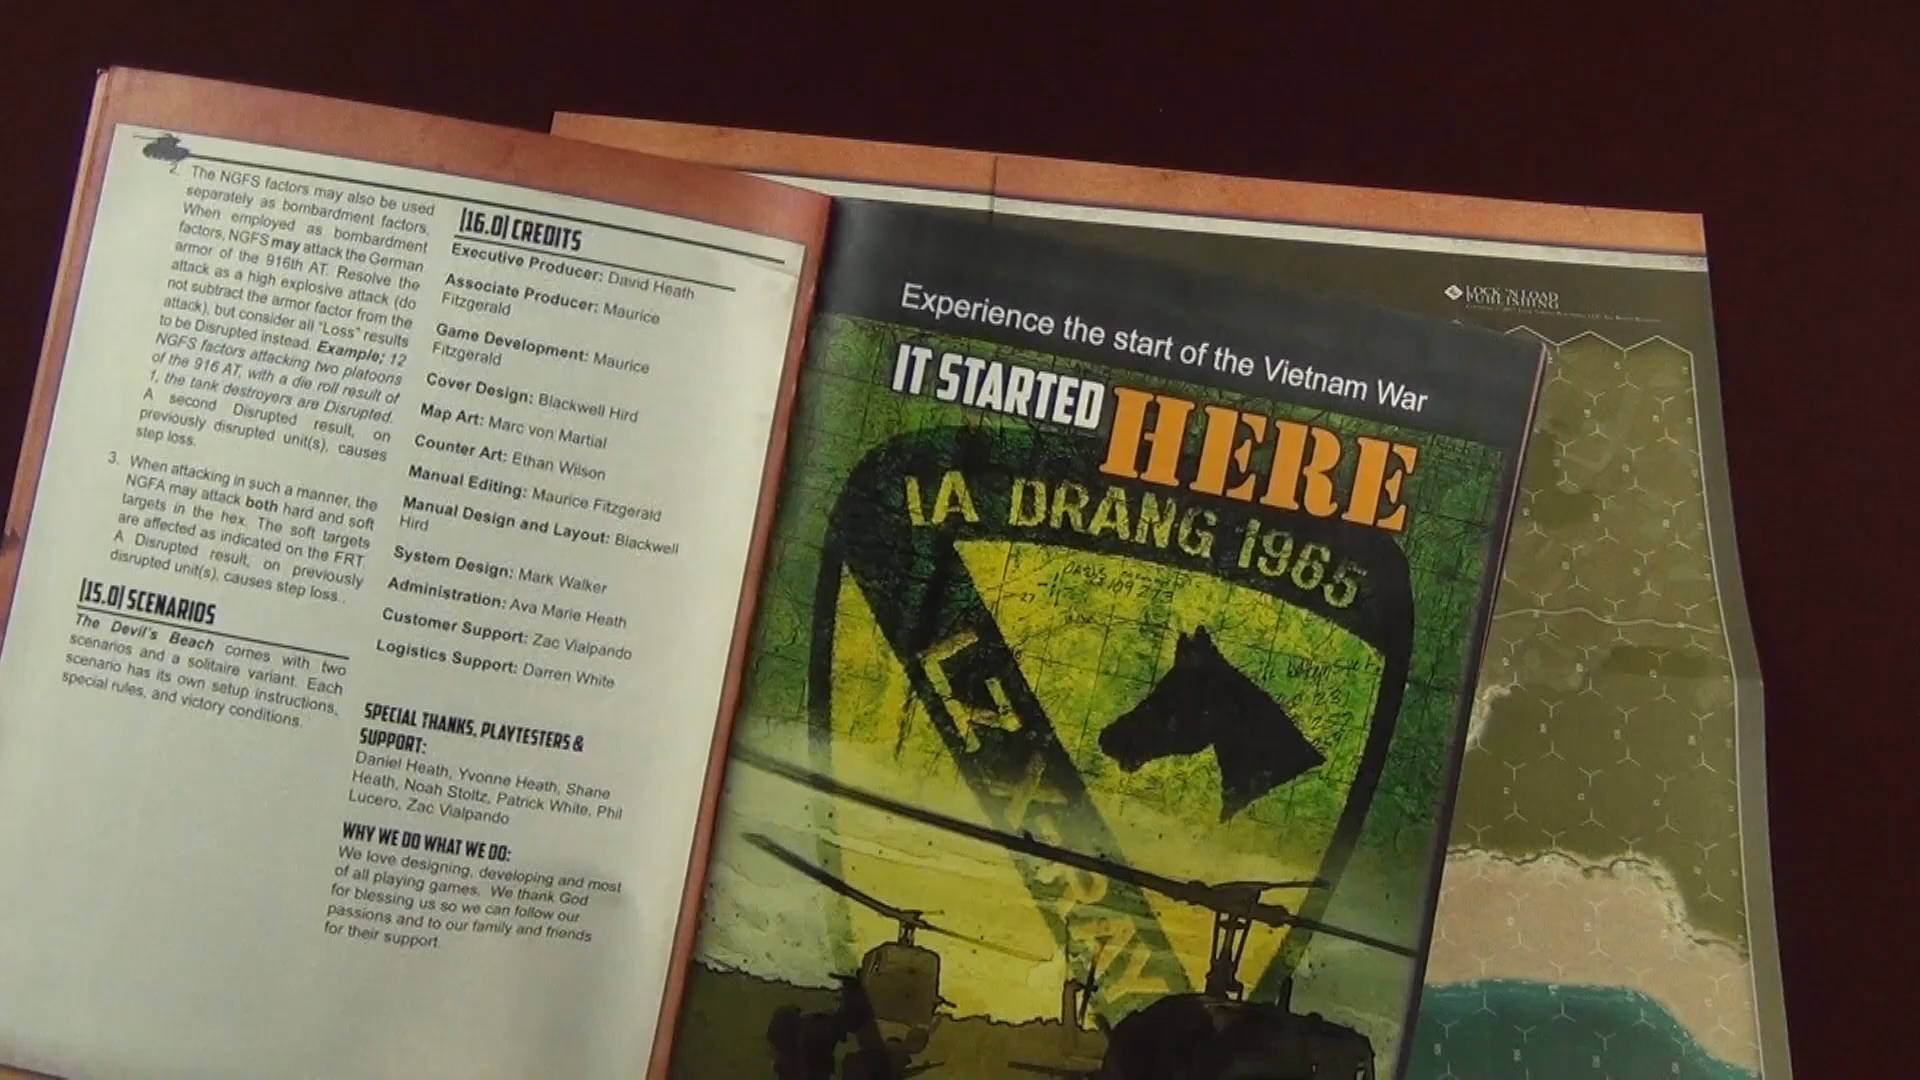 2. The NGFS factors may also be used
separately as bombardment factors.
When employed as bombardment
factors, NGFS may attack the German
armor of the 916th AT. Resolve the
attack as a high explosive attack (do
not subtract the armor factor from the
attack), but consider all "Loss" results
to be Disrupted instead. Example; 12
NGFS factors attacking two platoons
of the 916 AT, with a die roll result of
1, the tank destroyers are Disrupted.
A second Disrupted result, on
previously disrupted unit(s), causes
step loss.
3. When attacking in such a manner, the
NGFA may attack both hard and soft
targets in the hex. The soft targets
are affected as indicated on the FRT.
A Disrupted result, on previously
disrupted unit(s), causes step loss..
[15.0] SCENARIOS
The Devil's Beach comes with two
scenarios and a solitaire variant. Each
scenario has its own setup instructions,
special rules, and victory conditions.
[16.0] CREDITS
Executive Producer: David Heath
Associate Producer: Maurice
Fitzgerald
Game Development: Maurice
Fitzgerald
Cover Design: Blackwell Hird
Map Art: Marc von Martial
Counter Art: Ethan Wilson
Manual Editing: Maurice Fitzgerald
Manual Design and Layout: Blackwell
Hird
System Design: Mark Walker
Administration: Ava Marie Heath
Customer Support: Zac Vialpando
Logistics Support: Darren White
SPECIAL THANKS, PLAYTESTERS &
SUPPORT:
Daniel Heath, Yvonne Heath, Shane
Heath, Noah Stoltz, Patrick White, Phil
Lucero, Zac Vialpando
WHY WE DO WHAT WE DO:
We love designing, developing and most
of all playing games. We thank God
for blessing us so we can follow our
passions and to our family and friends
for their support.
Experience the start of the Vietnam War
IT STARTED HERE
IA DRANG 1965
LOCK 'N LOAD
PUBLISHING